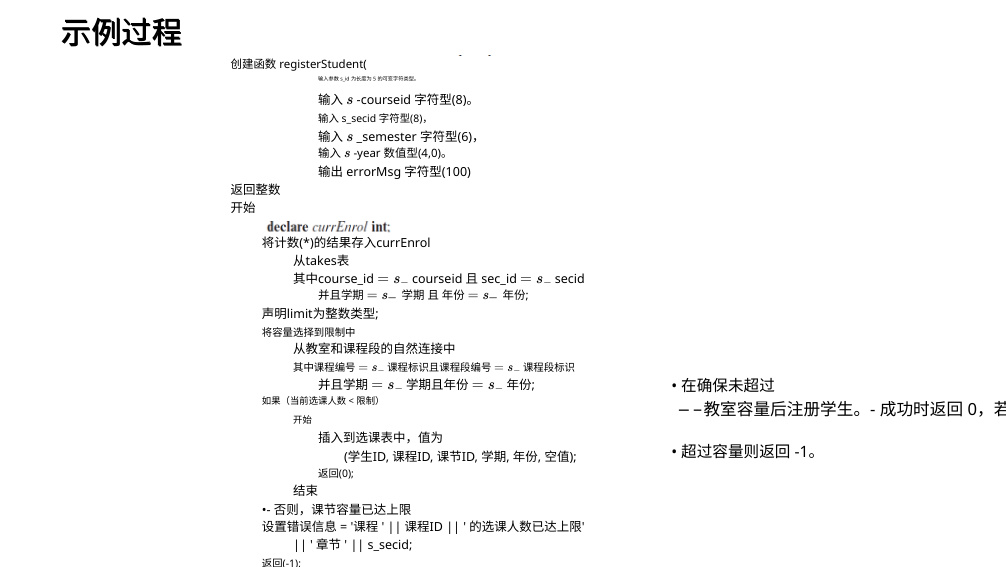 示例过程
创建函数 registerStudent(
输入参数 s_id 为长度为 5 的可变字符类型。
输入 s -courseid 字符型(8)。
输入 s_secid 字符型(8),
输入 s _semester 字符型(6),
输入 s -year 数值型(4,0)。
输出 errorMsg 字符型(100)
返回整数
开始
declare currEnrol int;
将计数(*)的结果存入currEnrol
从takes表
其中course_id = s_ courseid 且 sec_id = s_ secid
并且学期 = s_ 学期 且 年份 = s_ 年份;
声明limit为整数类型;
将容量选择到限制中
从教室和课程段的自然连接中
其中课程编号 = s_ 课程标识且课程段编号 = s_ 课程段标识
并且学期 = s_ 学期且年份 = s_ 年份;
如果（当前选课人数 < 限制）
开始
插入到选课表中，值为
(学生ID, 课程ID, 课节ID, 学期, 年份, 空值);
返回(0);
结束
•- 否则，课节容量已达上限
设置错误信息 = '课程 ' || 课程ID || ' 的选课人数已达上限'
|| ' 章节 ' || s_secid;
返回(-1);
• 在确保未超过
– –教室容量后注册学生。- 成功时返回 0，若
• 超过容量则返回 -1。